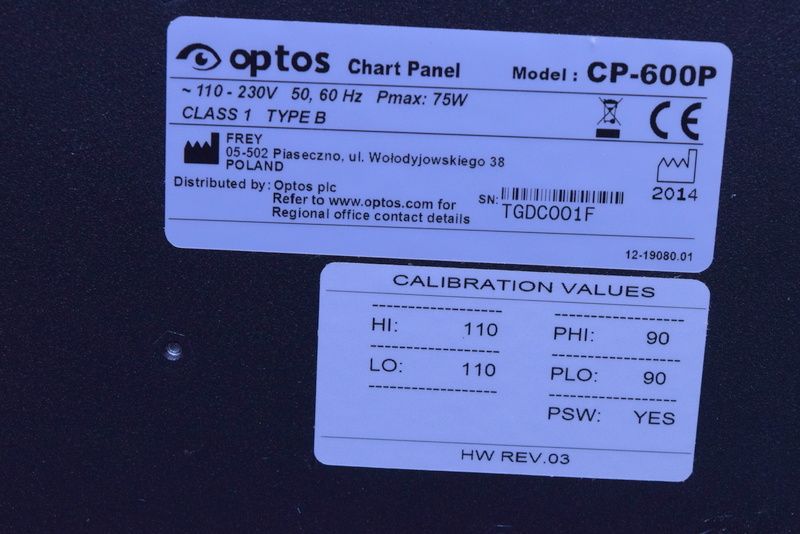 optos Chart Panel Model : CP-600P
~ 110 - 230V 50, 60 Hz Pmax: 75W
CLASS 1 TYPE B
FREY
05-502 Piaseczno, ul. Wołodyjowskiego 38
POLAND
2014
Distributed by: Optos plc
Refer to www.optos.com for
Regional office contact details
SN:
TGDC001F
12-19080.01
CALIBRATION VALUES
HI: 110
LO: 110
PHI: 90
PLO: 90
PSW: YES
HW REV.03